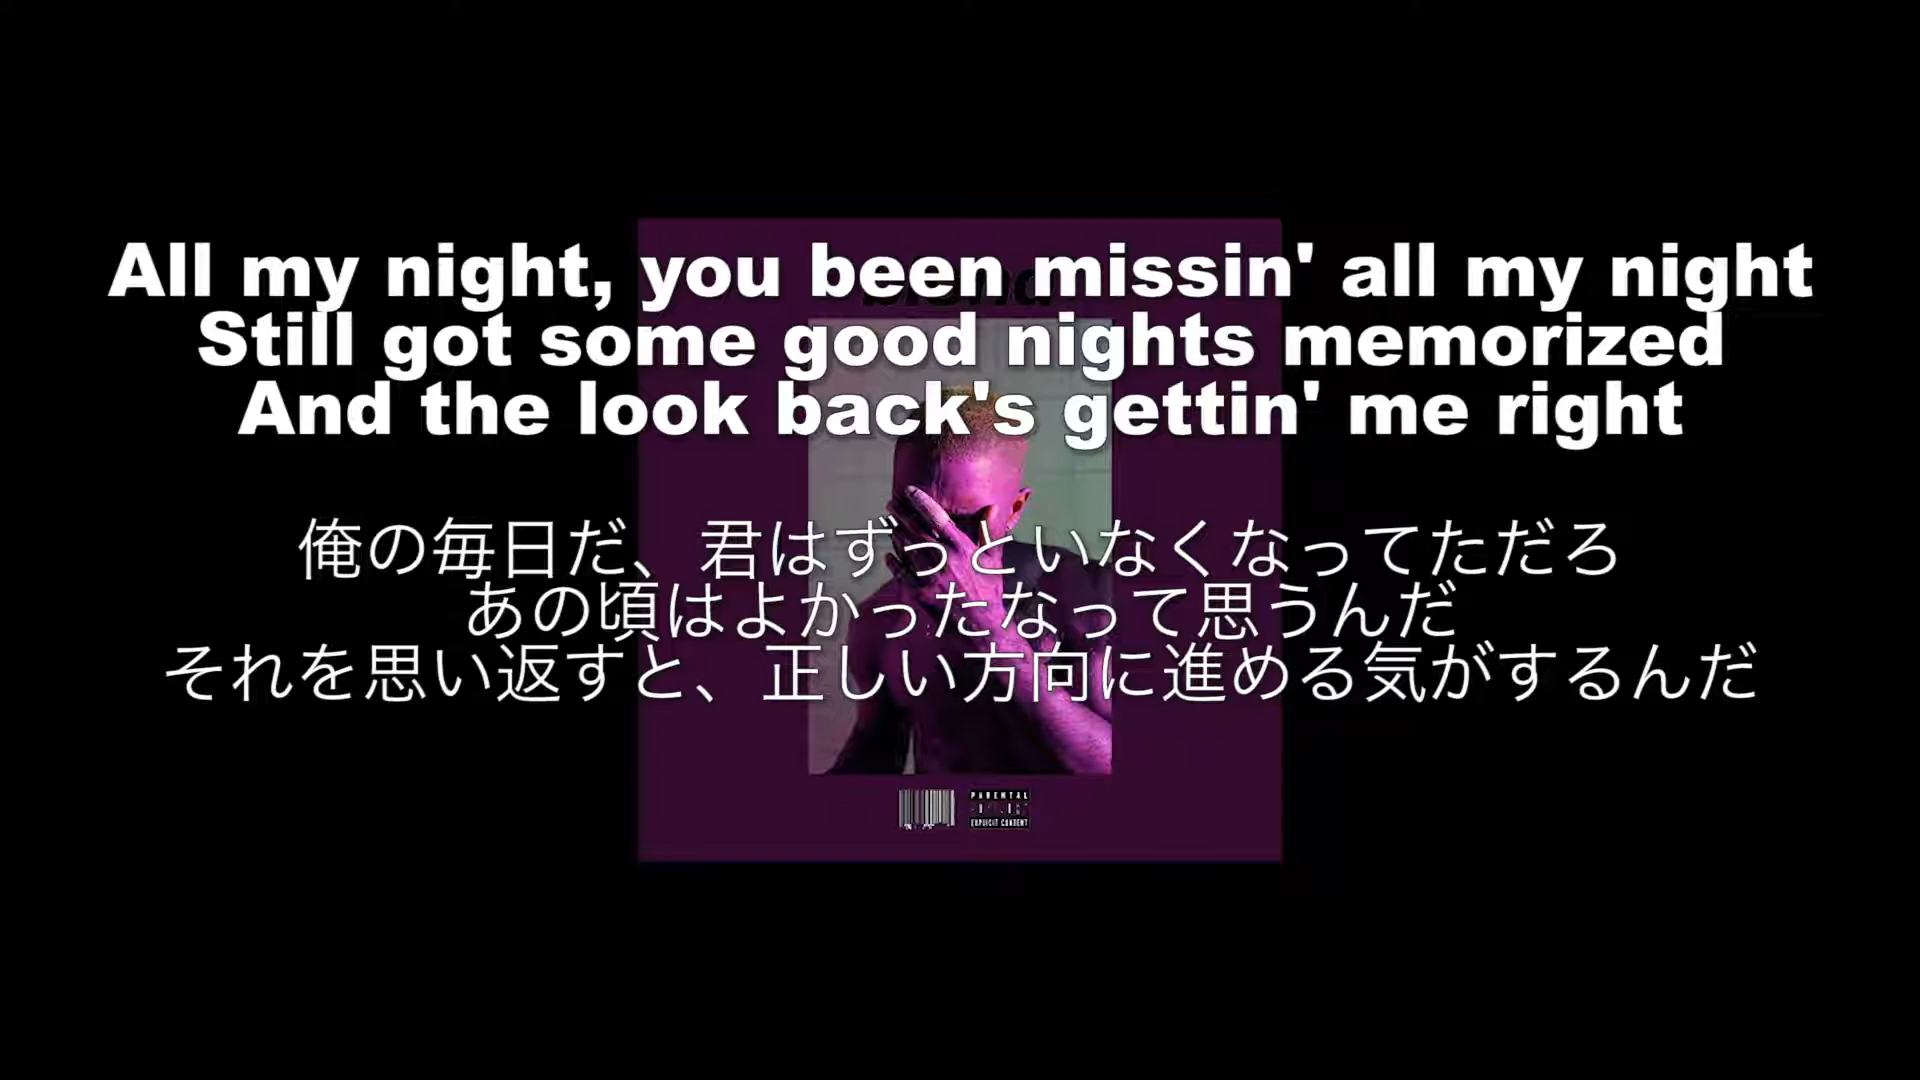 All my night, you been missin' all my night
Still got some good nights memorized
And the look back's gettin' me right
俺の毎日だ、君はずっといなくなってただろ
あの頃はよかったなって思うんだ
それを思い返すと、正しい方向に進める気がするんだ
PARENTAL
EXPLICIT CONTENT